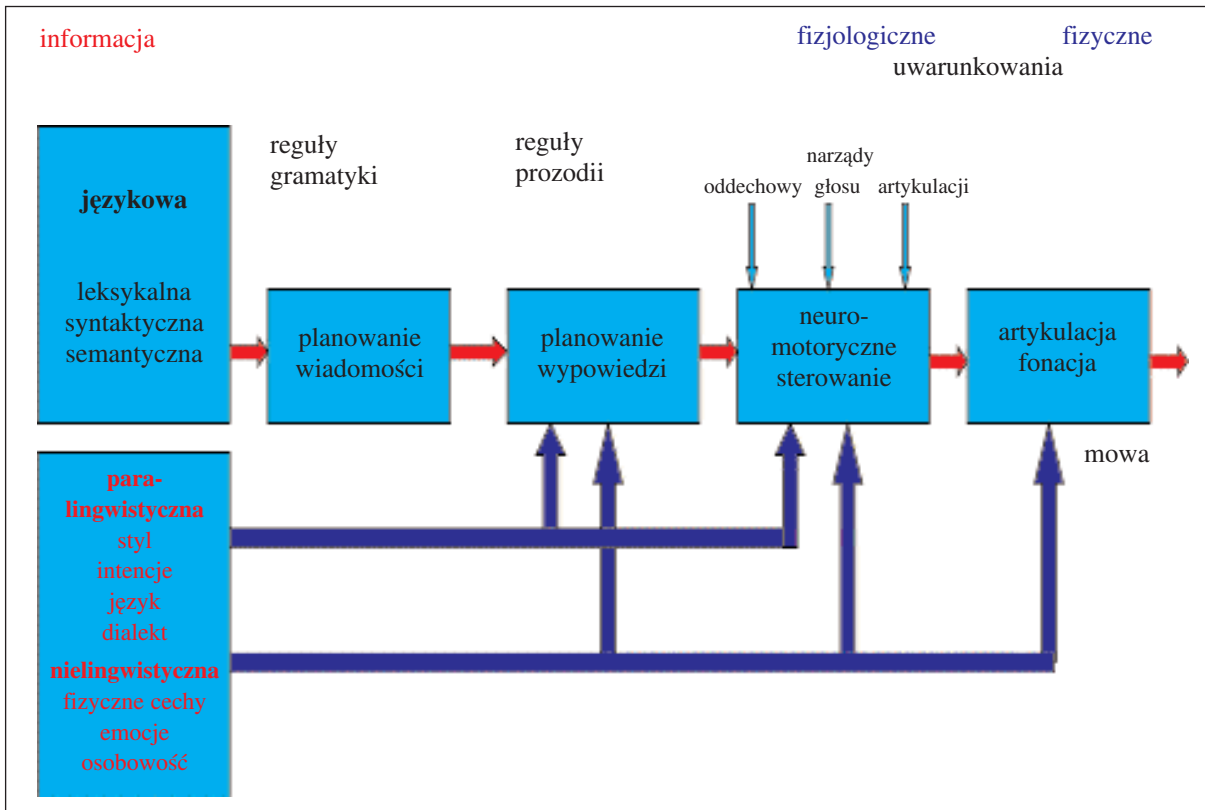 informacja
fizjologiczne fizyczne
uwarunkowania
językowa
leksykalna
syntaktyczna
semantyczna
reguły
gramatyki
planowanie
wiadomości
reguły
prozodii
planowanie
wypowiedzi
narządy
oddechowy głosu artykulacji
neuro-
motoryczne
sterowanie
artykulacja
fonacja
mowa
para-
lingwistyczna
styl
intencje
język
dialekt
nielingwistyczna
fizyczne cechy
emocje
osobowość